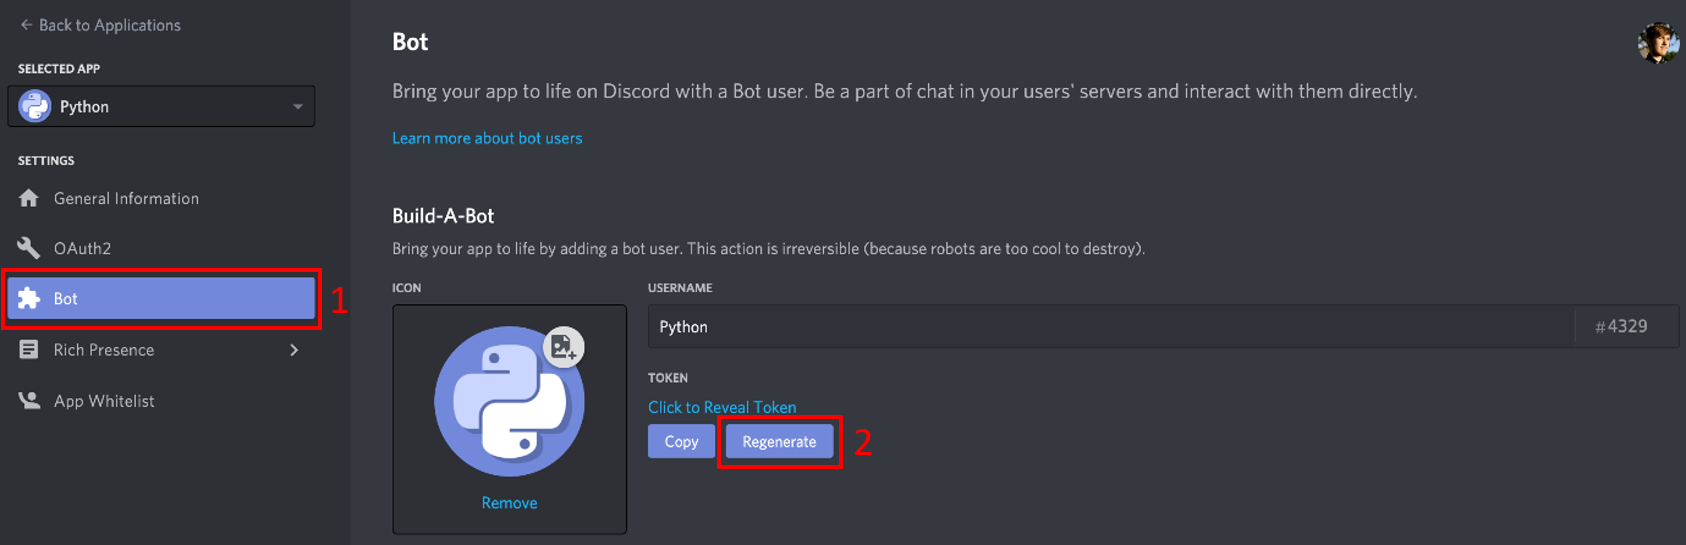 Back to Applications
SELECTED APP
Python
SETTINGS
General Information
OAuth2
Bot
1
Rich Presence
App Whitelist
Bot
Bring your app to life on Discord with a Bot user. Be a part of chat in your users' servers and interact with them directly.
Learn more about bot users
Build-A-Bot
Bring your app to life by adding a bot user. This action is irreversible (because robots are too cool to destroy).
ICON
Remove
USERNAME
Python #4329
TOKEN
Click to Reveal Token
Copy Regenerate 2